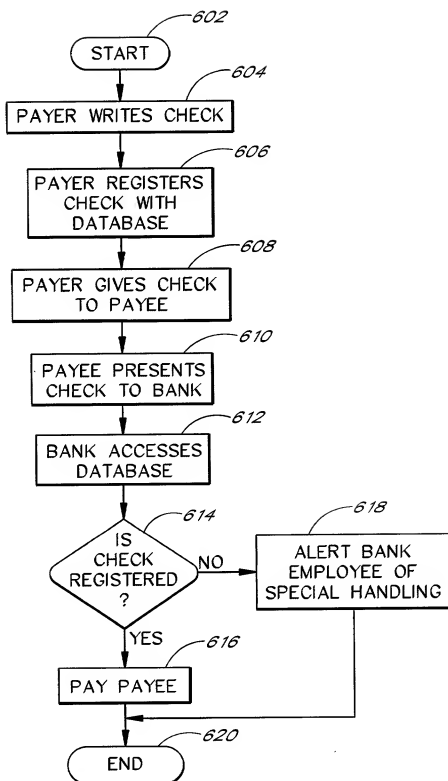 602
START
604
PAYER WRITES CHECK
606
PAYER REGISTERS
CHECK WITH
DATABASE
608
PAYER GIVES CHECK
TO PAYEE
610
PAYEE PRESENTS
CHECK TO BANK
612
BANK ACCESSES
DATABASE
614
IS
CHECK
REGISTERED
?
NO
618
ALERT BANK
EMPLOYEE OF
SPECIAL HANDLING
YES
616
PAY PAYEE
620
END